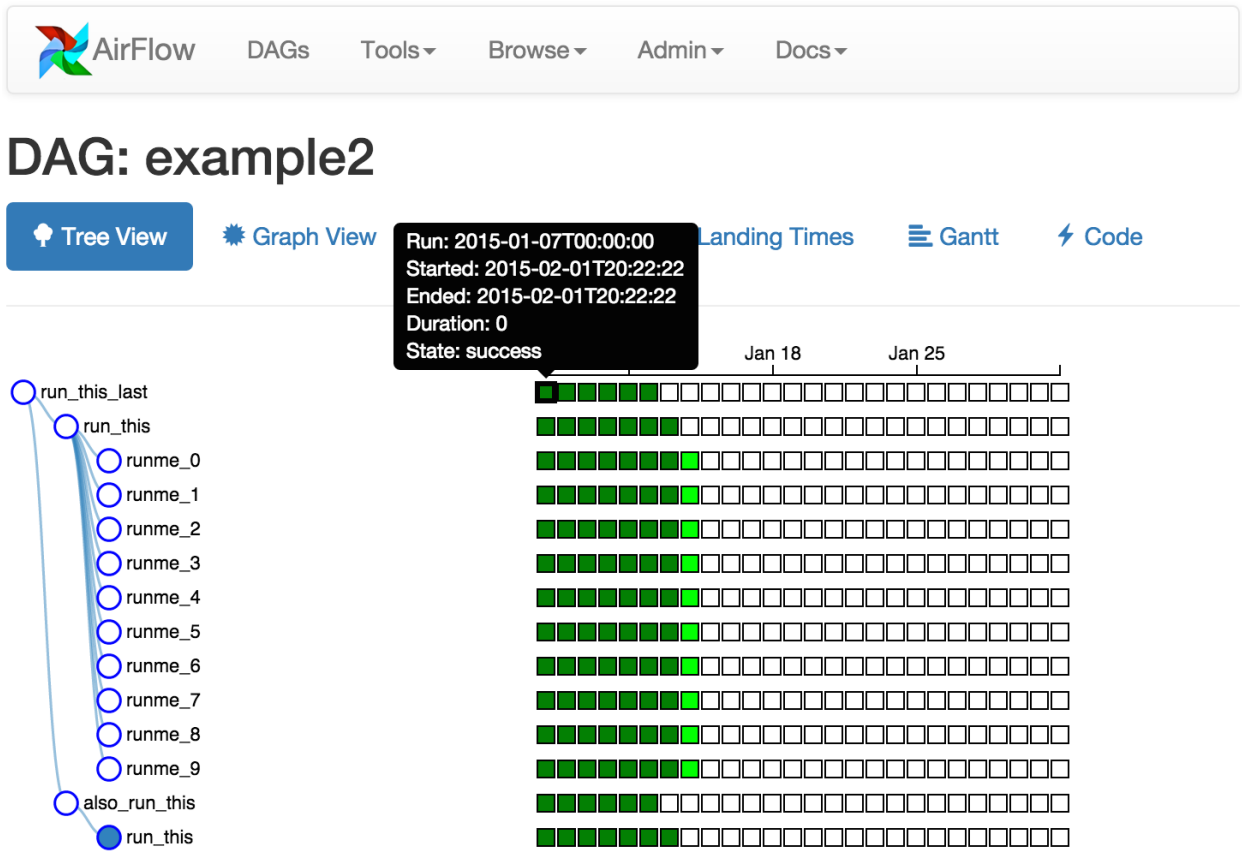 AirFlow DAGs Tools Browse Admin Docs
DAG: example2
Tree View Graph View Landing Times Gantt Code
Run: 2015-01-07T00:00:00
Started: 2015-02-01T20:22:22
Ended: 2015-02-01T20:22:22
Duration: 0
State: success
Jan 18 Jan 25
run_this_last
run_this
runme_0
runme_1
runme_2
runme_3
runme_4
runme_5
runme_6
runme_7
runme_8
runme_9
also_run_this
run_this